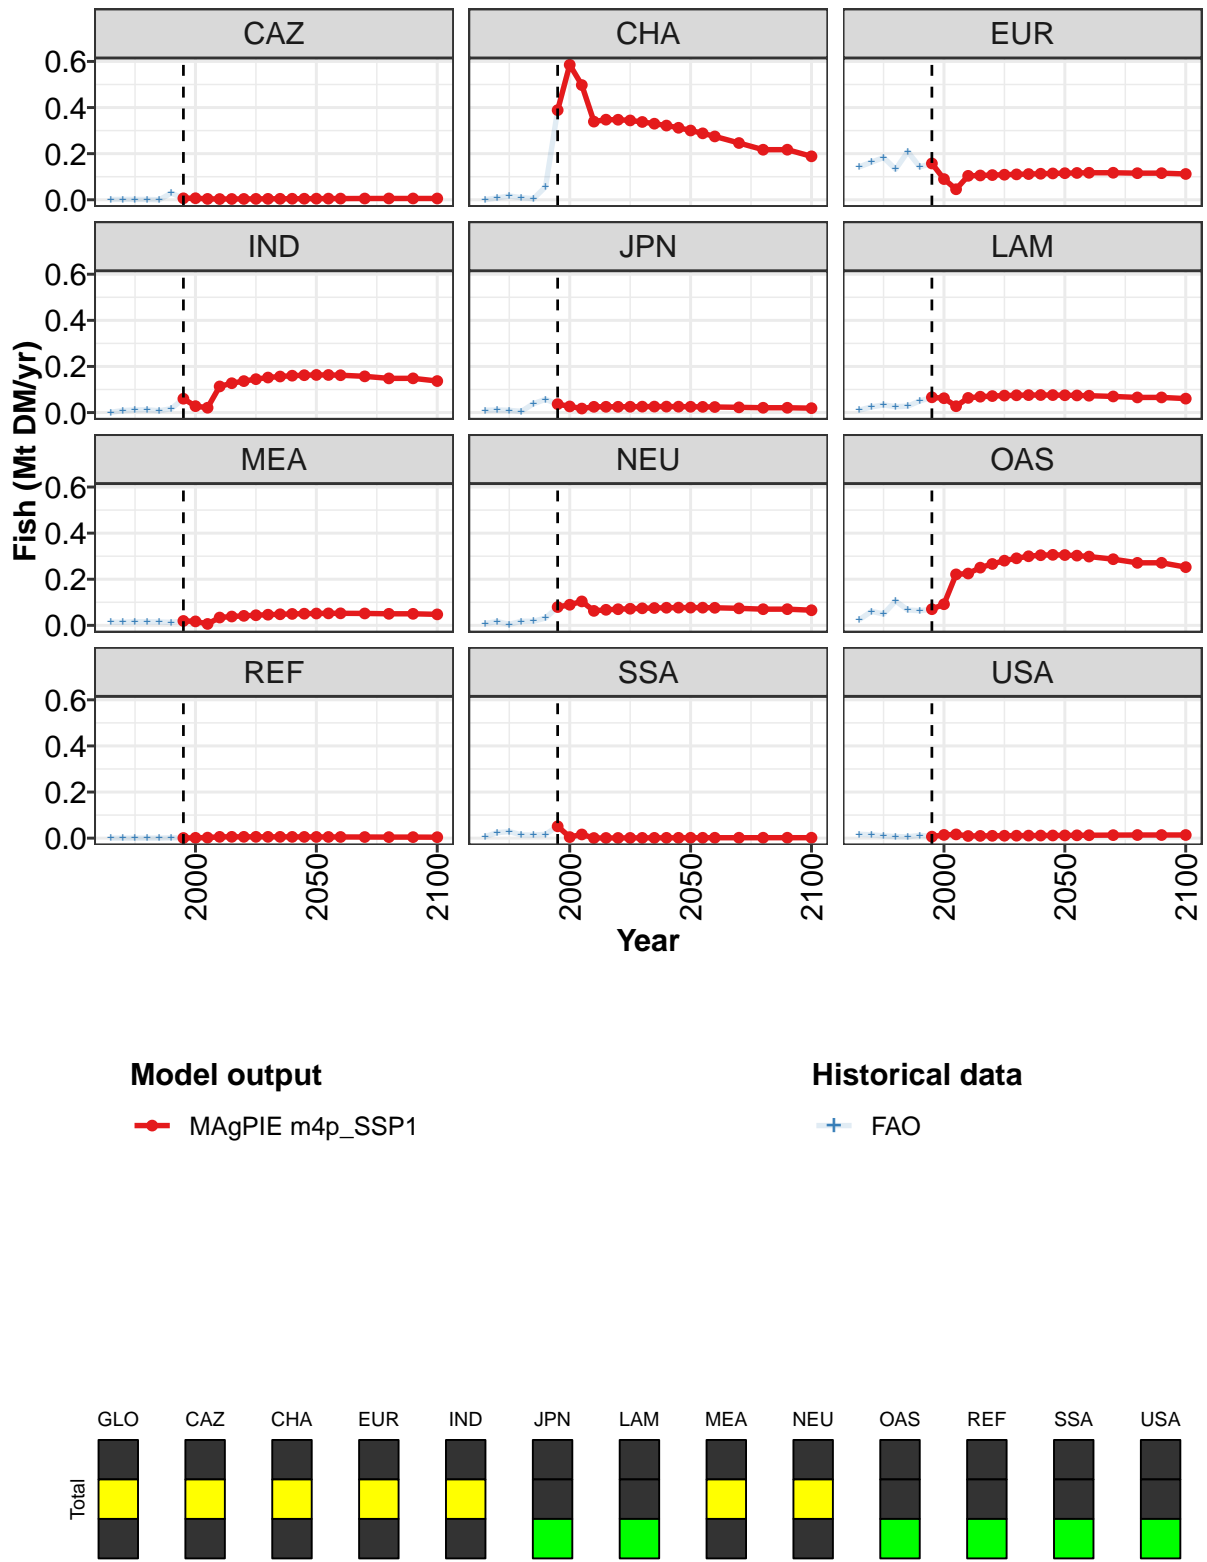 CAZ CHA EUR
0.6
0.4
0.2
0.0
IND JPN LAM
0.6
0.4
0.2
0.0
MEA NEU OAS
0.6
0.4
0.2
0.0
REF SSA USA
0.6
0.4
0.2
0.0
Fish (Mt DM/yr)
2000 2050 2100 2000 2050 2100 2000 2050 2100
Year
Model output Historical data
MAgPIE m4p_SSP1 FAO
GLO CAZ CHA EUR IND JPN LAM MEA NEU OAS REF SSA USA
Total